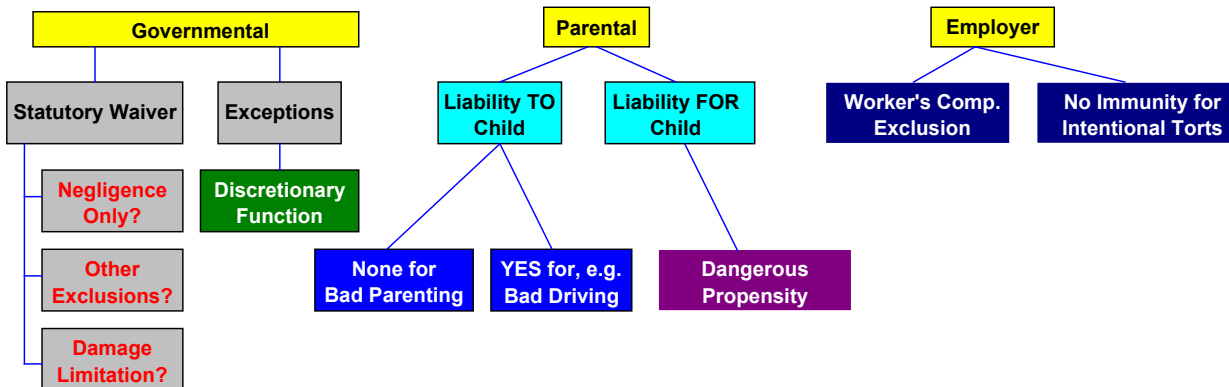 Governmental
Parental
Employer
Statutory Waiver
Exceptions
Liability TO
Child
Liability FOR
Child
Worker's Comp.
Exclusion
No Immunity for
Intentional Torts
Negligence
Only?
Discretionary
Function
Other
Exclusions?
None for
Bad Parenting
YES for, e.g.
Bad Driving
Dangerous
Propensity
Damage
Limitation?